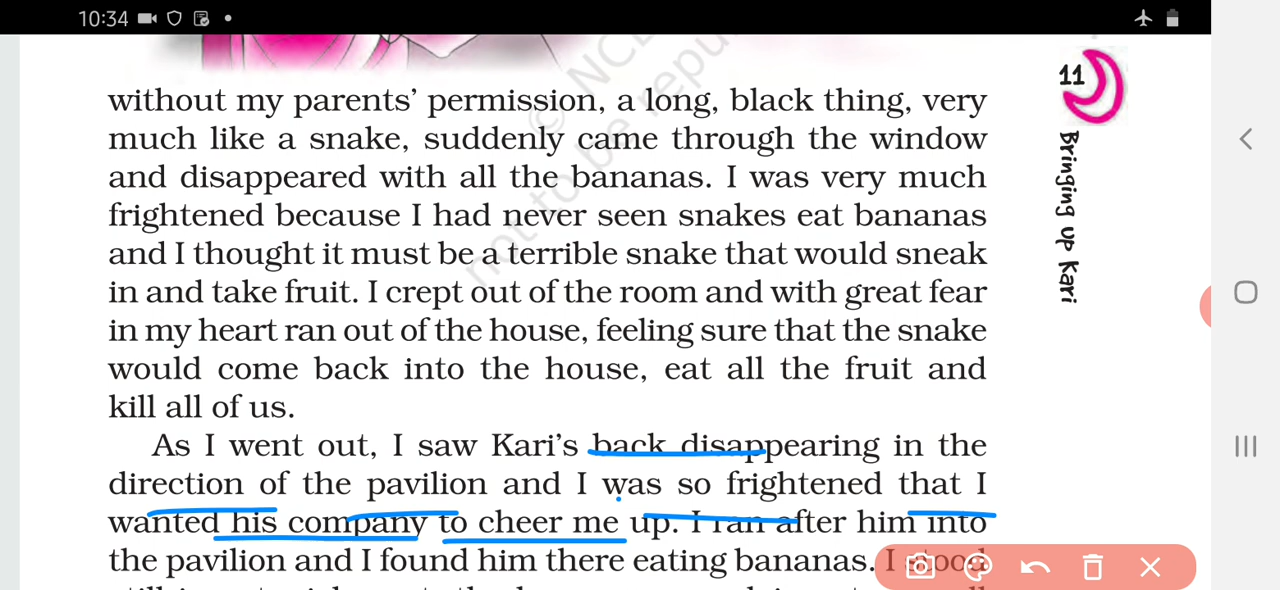 10:34
without my parents' permission, a long, black thing, very
much like a snake, suddenly came through the window
and disappeared with all the bananas. I was very much
frightened because I had never seen snakes eat bananas
and I thought it must be a terrible snake that would sneak
in and take fruit. I crept out of the room and with great fear
in my heart ran out of the house, feeling sure that the snake
would come back into the house, eat all the fruit and
kill all of us.
As I went out, I saw Kari's back disappearing in the
direction of the pavilion and I was so frightened that I
wanted his company to cheer me up. I ran after him into
the pavilion and I found him there eating bananas. I stood
11
Bringing up Kari
© NCE
not to be repu